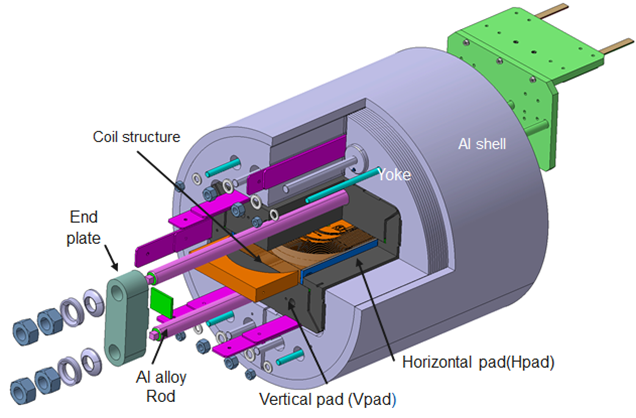 Coil structure
Al shell
Yoke
End
plate
Horizontal pad(Hpad)
Al alloy
Rod
Vertical pad (Vpad)